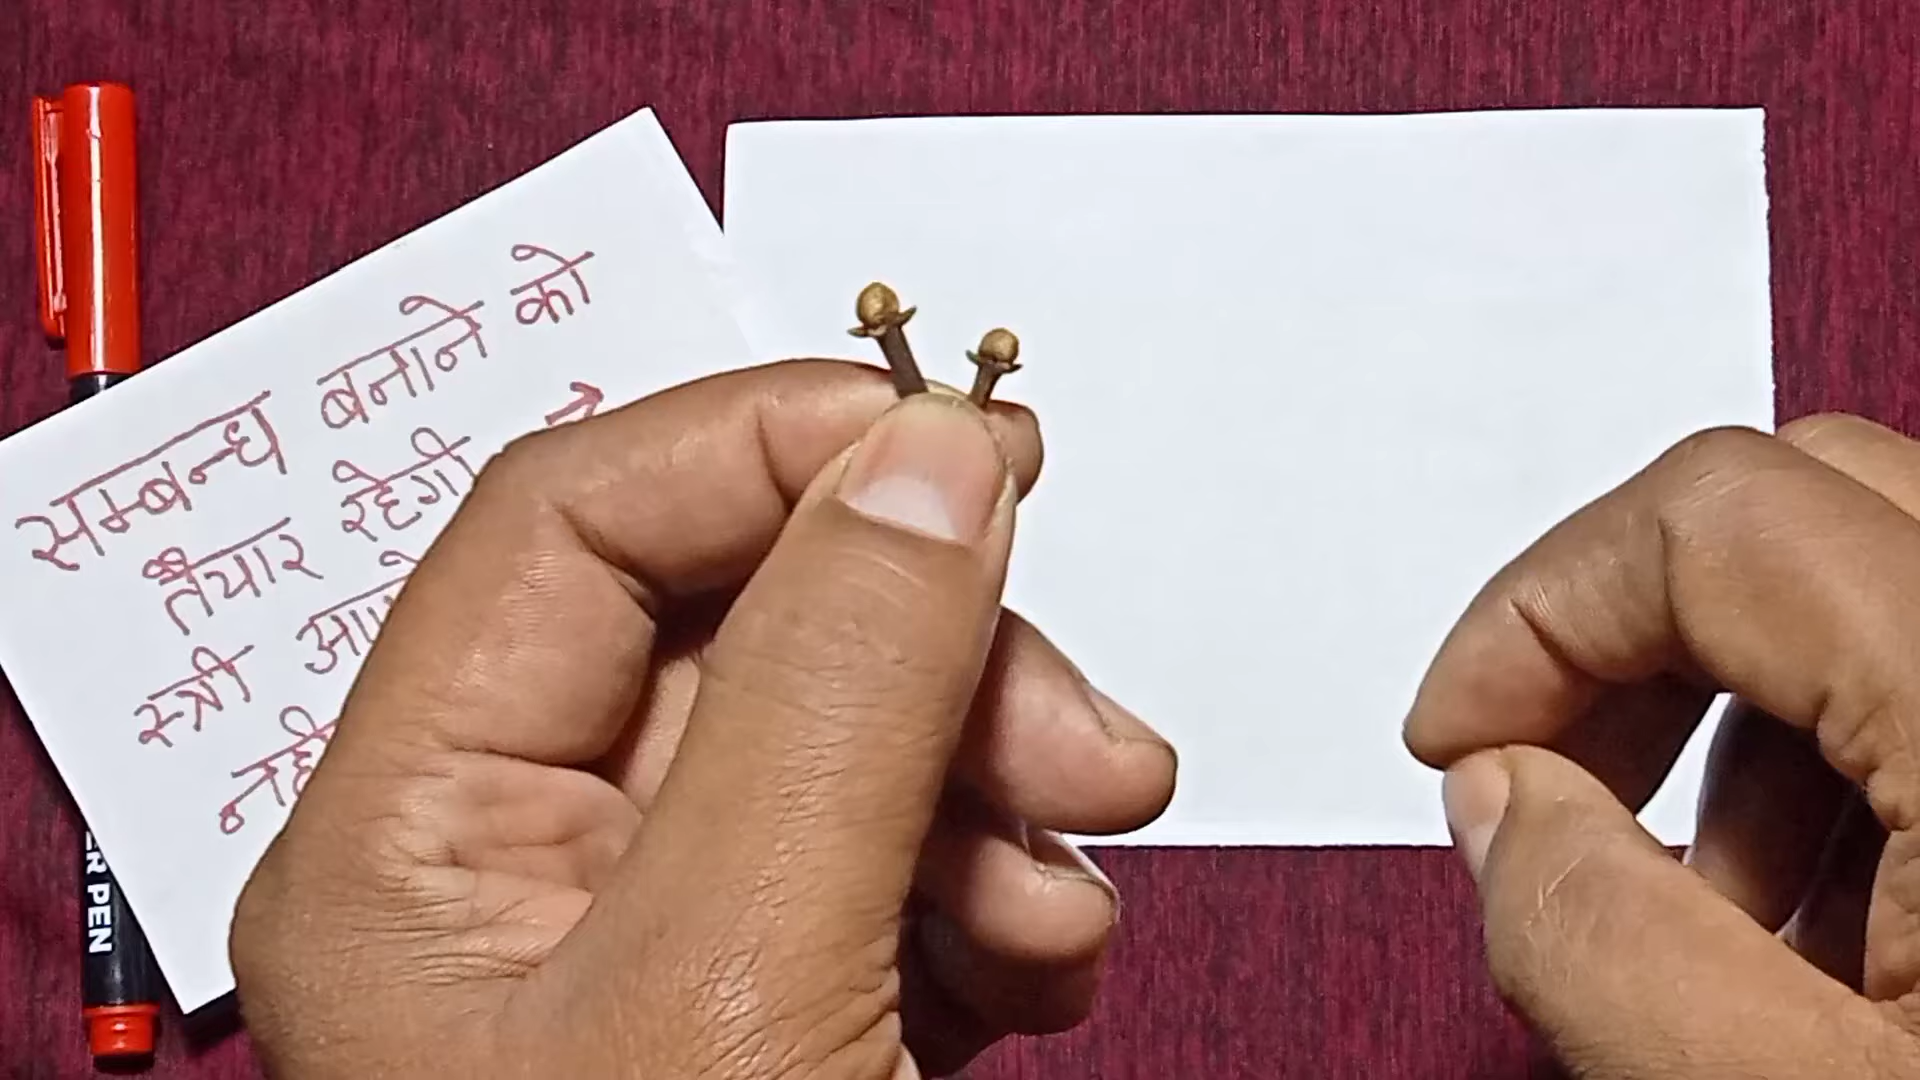 सम्बन्ध बनाने को
तैयार रहेगी
स्त्री
ER PEN